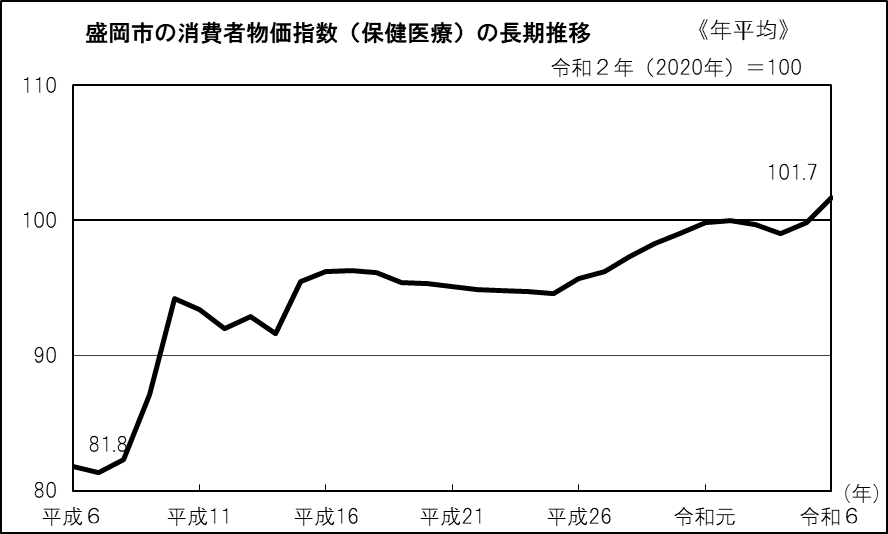 盛岡市の消費者物価指数（保健医療）の長期推移
《年平均》
令和２年（2020年）＝100
110
101.7
100
90
81.8
80
(年)
平成６ 平成11 平成16 平成21 平成26 令和元 令和６